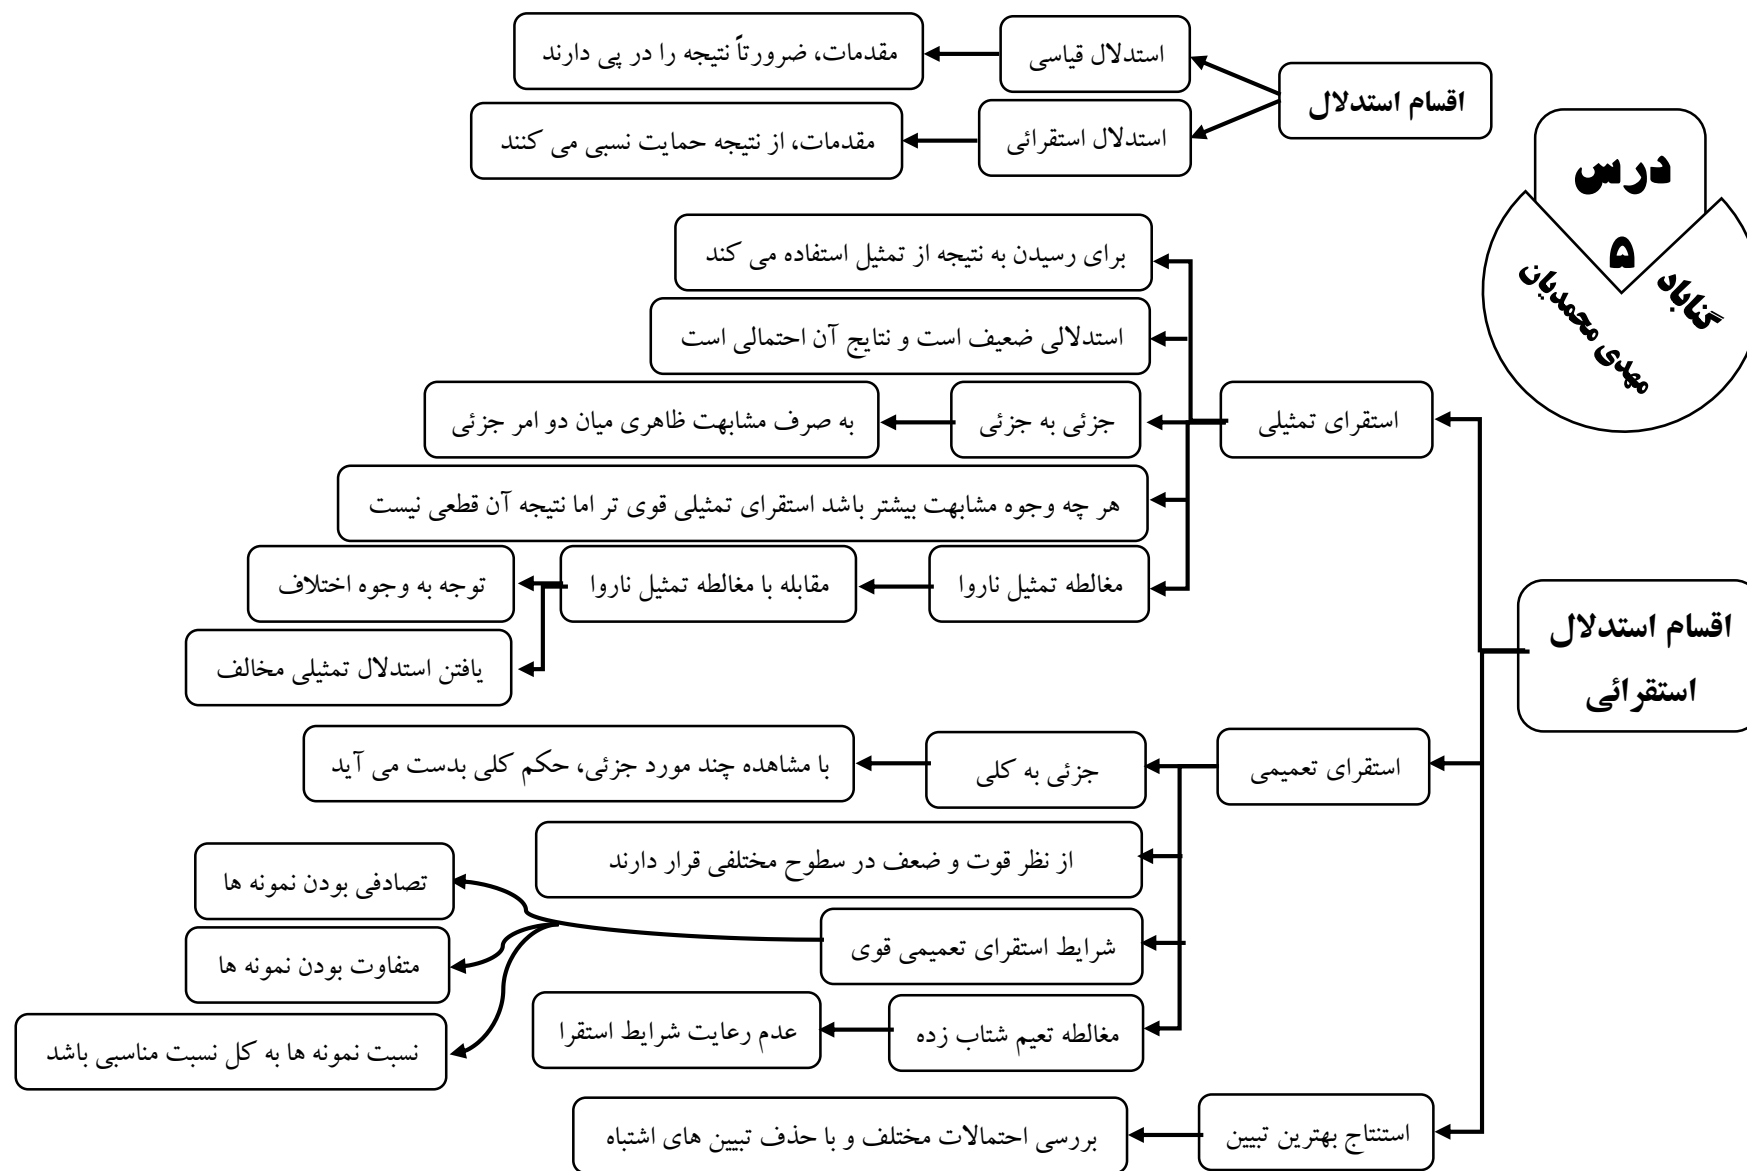 درس
۵
گناباد
مهدی محمدیان
اقسام استدلال
استدلال قیاسی
مقدمات، ضرورتاً نتیجه را در پی دارند
استدلال استقرائی
مقدمات، از نتیجه حمایت نسبی می کنند
اقسام استدلال
استقرائی
استقرای تمثیلی
برای رسیدن به نتیجه از تمثیل استفاده می کند
استدلالی ضعیف است و نتایج آن احتمالی است
جزئی به جزئی
به صرف مشابهت ظاهری میان دو امر جزئی
هر چه وجوه مشابهت بیشتر باشد استقرای تمثیلی قوی تر اما نتیجه آن قطعی نیست
مغالطه تمثیل ناروا
مقابله با مغالطه تمثیل ناروا
توجه به وجوه اختلاف
یافتن استدلال تمثیلی مخالف
استقرای تعمیمی
جزئی به کلی
با مشاهده چند مورد جزئی، حکم کلی بدست می آید
از نظر قوت و ضعف در سطوح مختلفی قرار دارند
شرایط استقرای تعمیمی قوی
تصادفی بودن نمونه ها
متفاوت بودن نمونه ها
نسبت نمونه ها به کل نسبت مناسبی باشد
مغالطه تعیم شتاب زده
عدم رعایت شرایط استقرا
استنتاج بهترین تبیین
بررسی احتمالات مختلف و با حذف تبیین های اشتباه